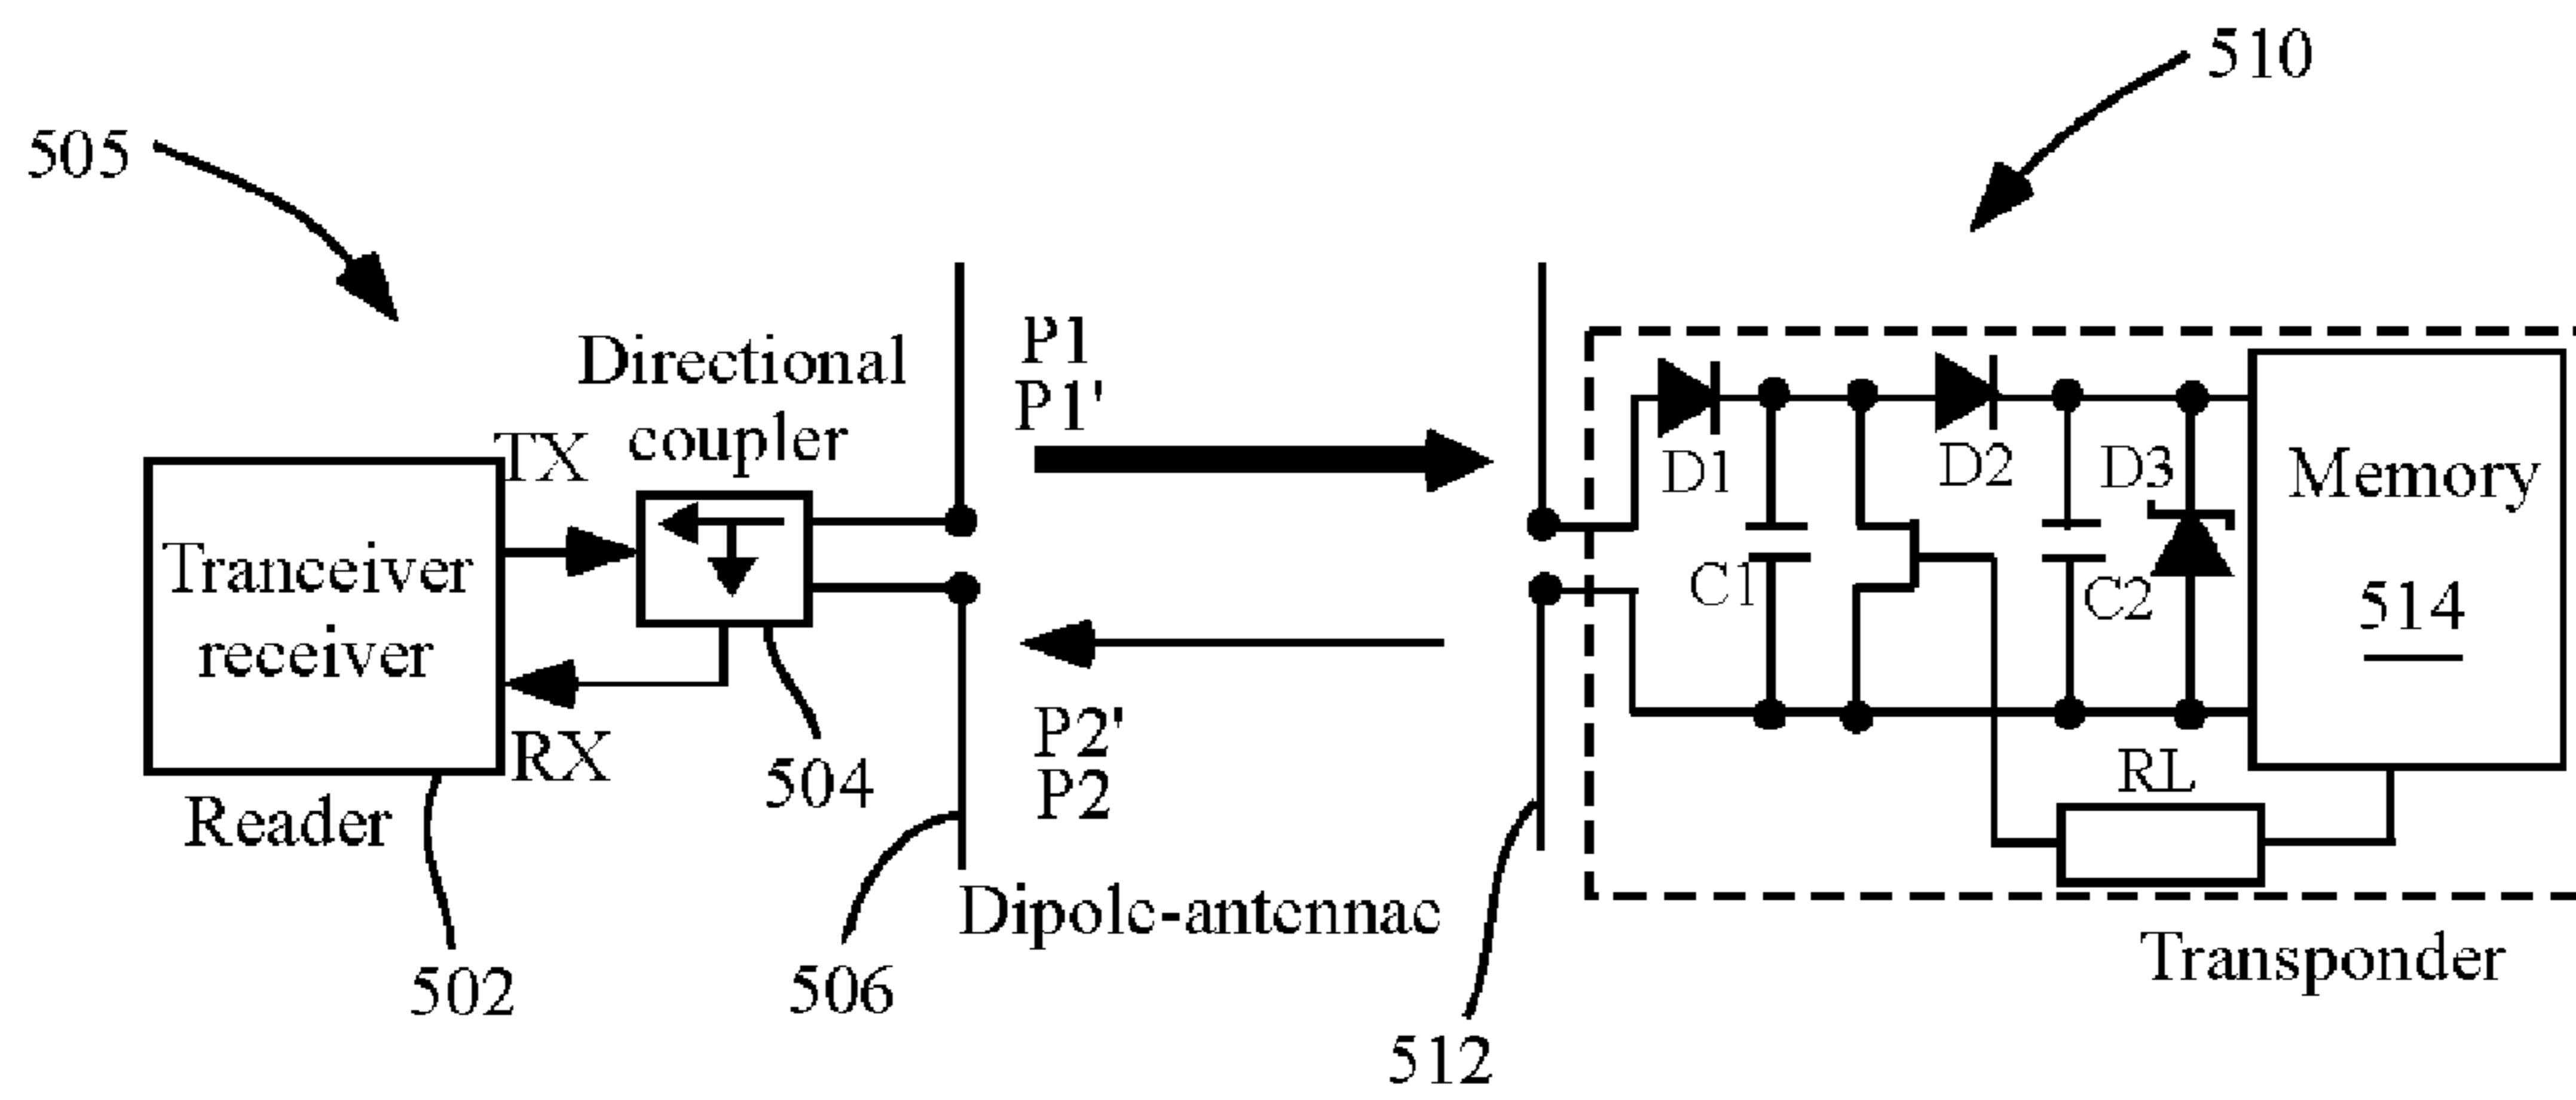 510
505
P1
P1'
Directional
coupler
TX
D1
D2
D3
Memory
514
Tranceiver
receiver
C1
C2
RX
P2'
P2
504
RL
Reader
Dipole-antennae
Transponder
502
506
512